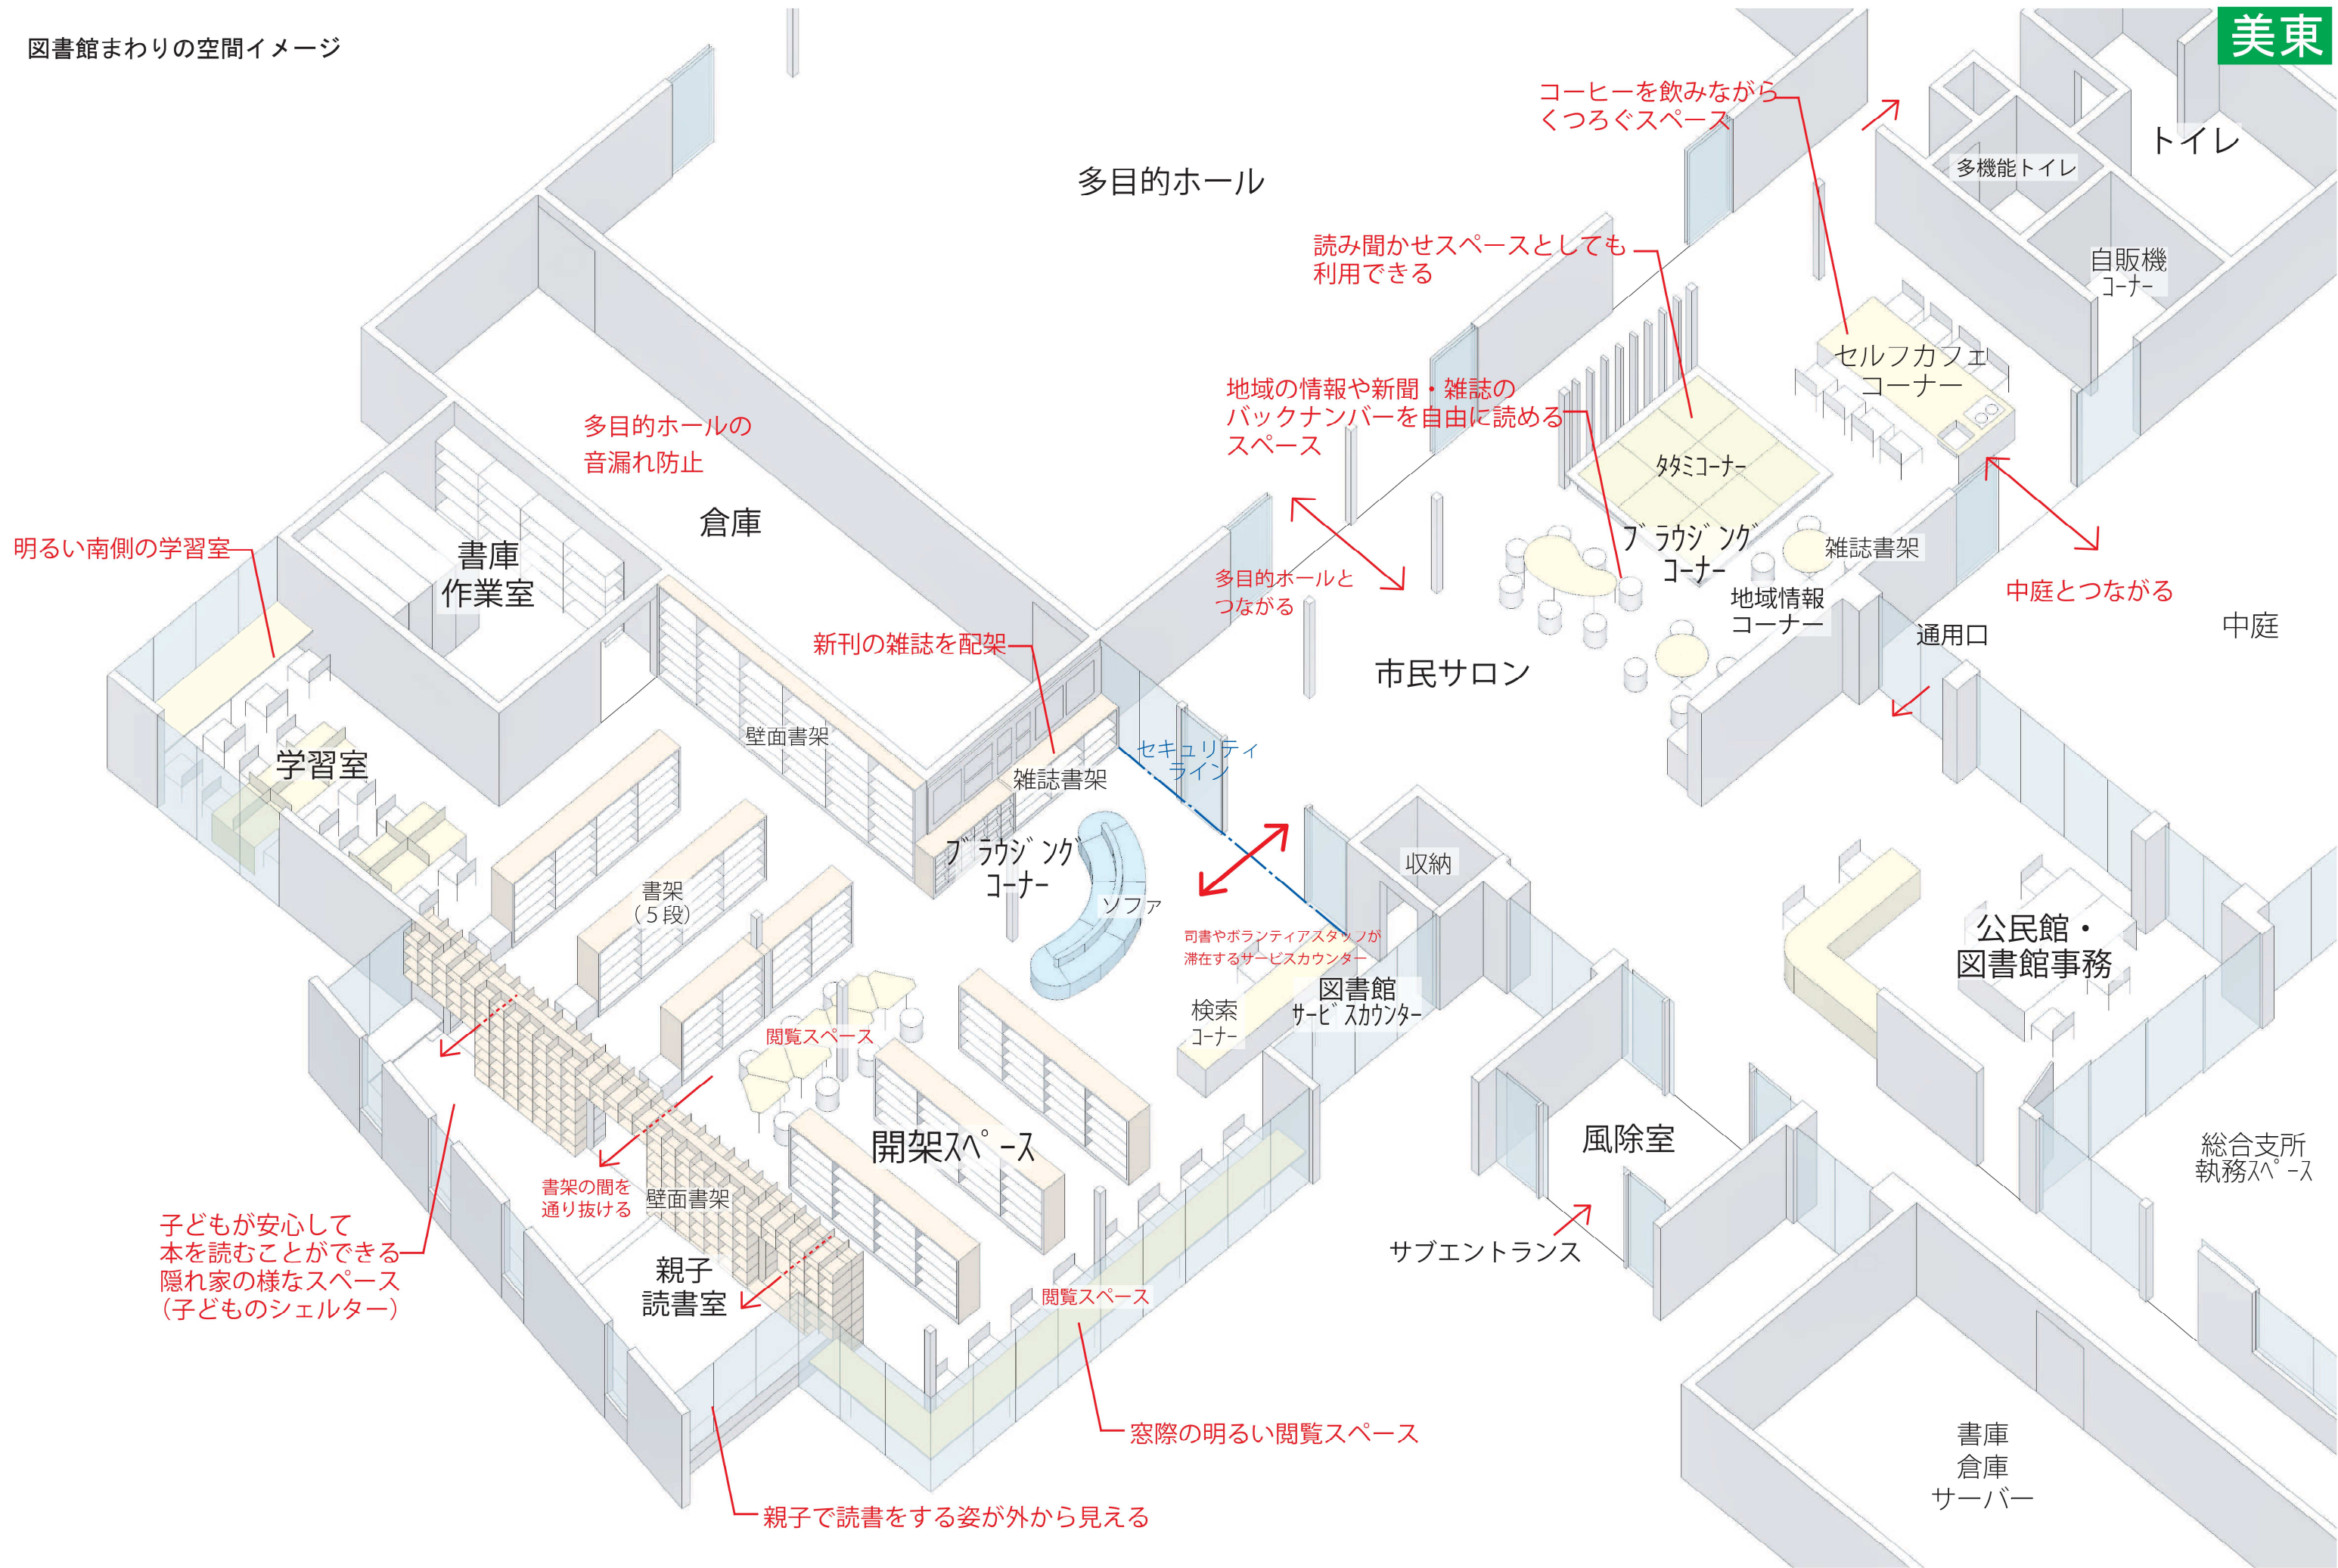 図書館まわりの空間イメージ
美東
コーヒーを飲みながら
くつろぐスペース
トイレ
多機能トイレ
多目的ホール
読み聞かせスペースとしても
利用できる
自販機
コーナー
セルフカフェ
コーナー
地域の情報や新聞・雑誌の
バックナンバーを自由に読める
スペース
タタミコーナー
多目的ホールの
音漏れ防止
倉庫
明るい南側の学習室
書庫
作業室
ブラウジング
コーナー
雑誌書架
多目的ホールと
つながる
地域情報
コーナー
中庭とつながる
通用口
中庭
新刊の雑誌を配架
市民サロン
壁面書架
セキュリティ
ライン
学習室
雑誌書架
ブラウジング
コーナー
収納
書架
（５段）
ソファ
司書やボランティアスタッフが
滞在するサービスカウンター
公民館・
図書館事務
検索
コーナー
図書館
サービスカウンター
閲覧スペース
開架スペース
風除室
総合支所
執務スペース
書架の間を
通り抜ける
壁面書架
サブエントランス
子どもが安心して
本を読むことができる
隠れ家の様なスペース
（子どものシェルター）
親子
読書室
閲覧スペース
窓際の明るい閲覧スペース
書庫
倉庫
サーバー
親子で読書をする姿が外から見える